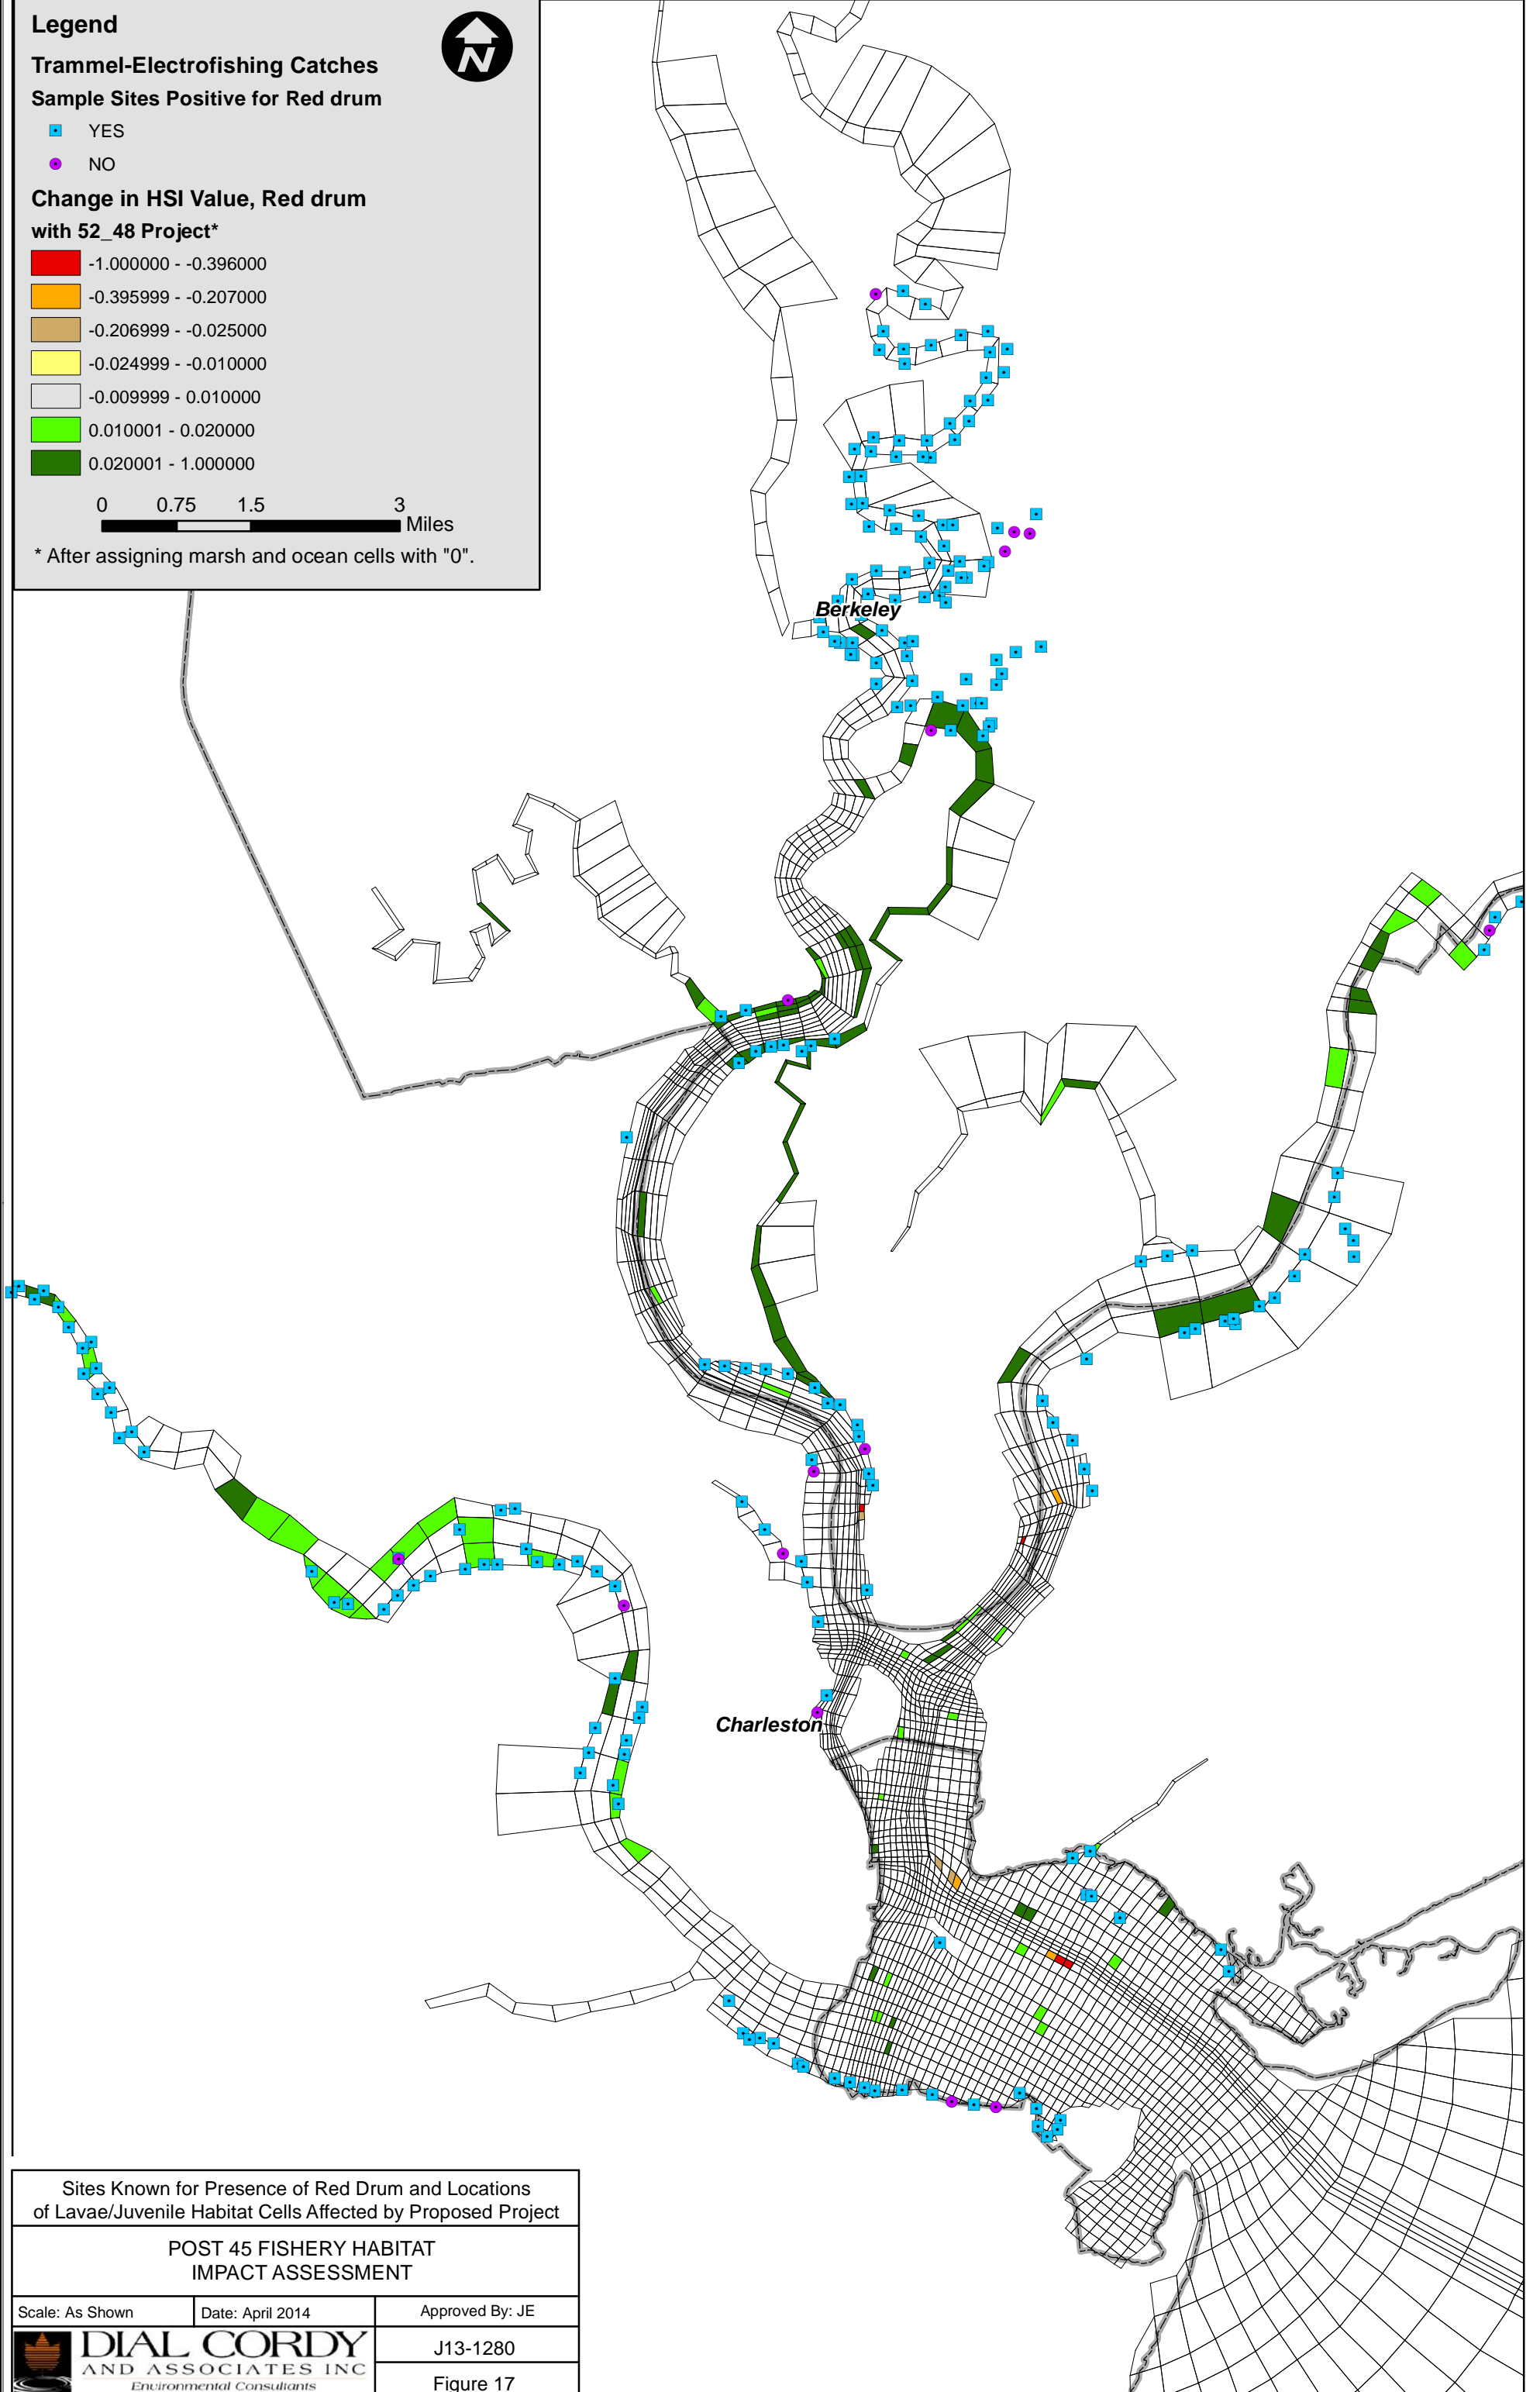 Legend
N
Trammel-Electrofishing Catches
Sample Sites Positive for Red drum
YES
NO
Change in HSI Value, Red drum
with 52_48 Project*
-1.000000 - -0.396000
-0.395999 - -0.207000
-0.206999 - -0.025000
-0.024999 - -0.010000
-0.009999 - 0.010000
0.010001 - 0.020000
0.020001 - 1.000000
0 0.75 1.5 3
Miles
* After assigning marsh and ocean cells with "0".
Berkeley
Charleston
Sites Known for Presence of Red Drum and Locations
of Lavae/Juvenile Habitat Cells Affected by Proposed Project
POST 45 FISHERY HABITAT
IMPACT ASSESSMENT
Scale: As Shown
Date: April 2014
Approved By: JE
DIAL CORDY
AND ASSOCIATES INC
Environmental Consultants
J13-1280
Figure 17